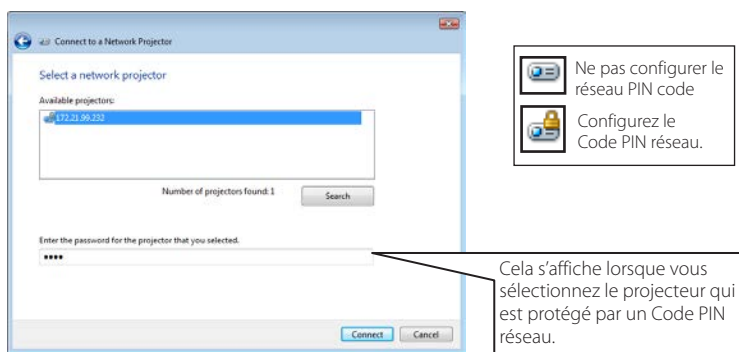 Connect to a Network Projector
Select a network projector
Available projectors:
172.21.99.232
Number of projectors found: 1
Search
Enter the password for the projector that you selected.
••••
Connect
Cancel
Ne pas configurer le
réseau PIN code
Configurez le
Code PIN réseau.
Cela s’affiche lorsque vous
sélectionnez le projecteur qui
est protégé par un Code PIN
réseau.